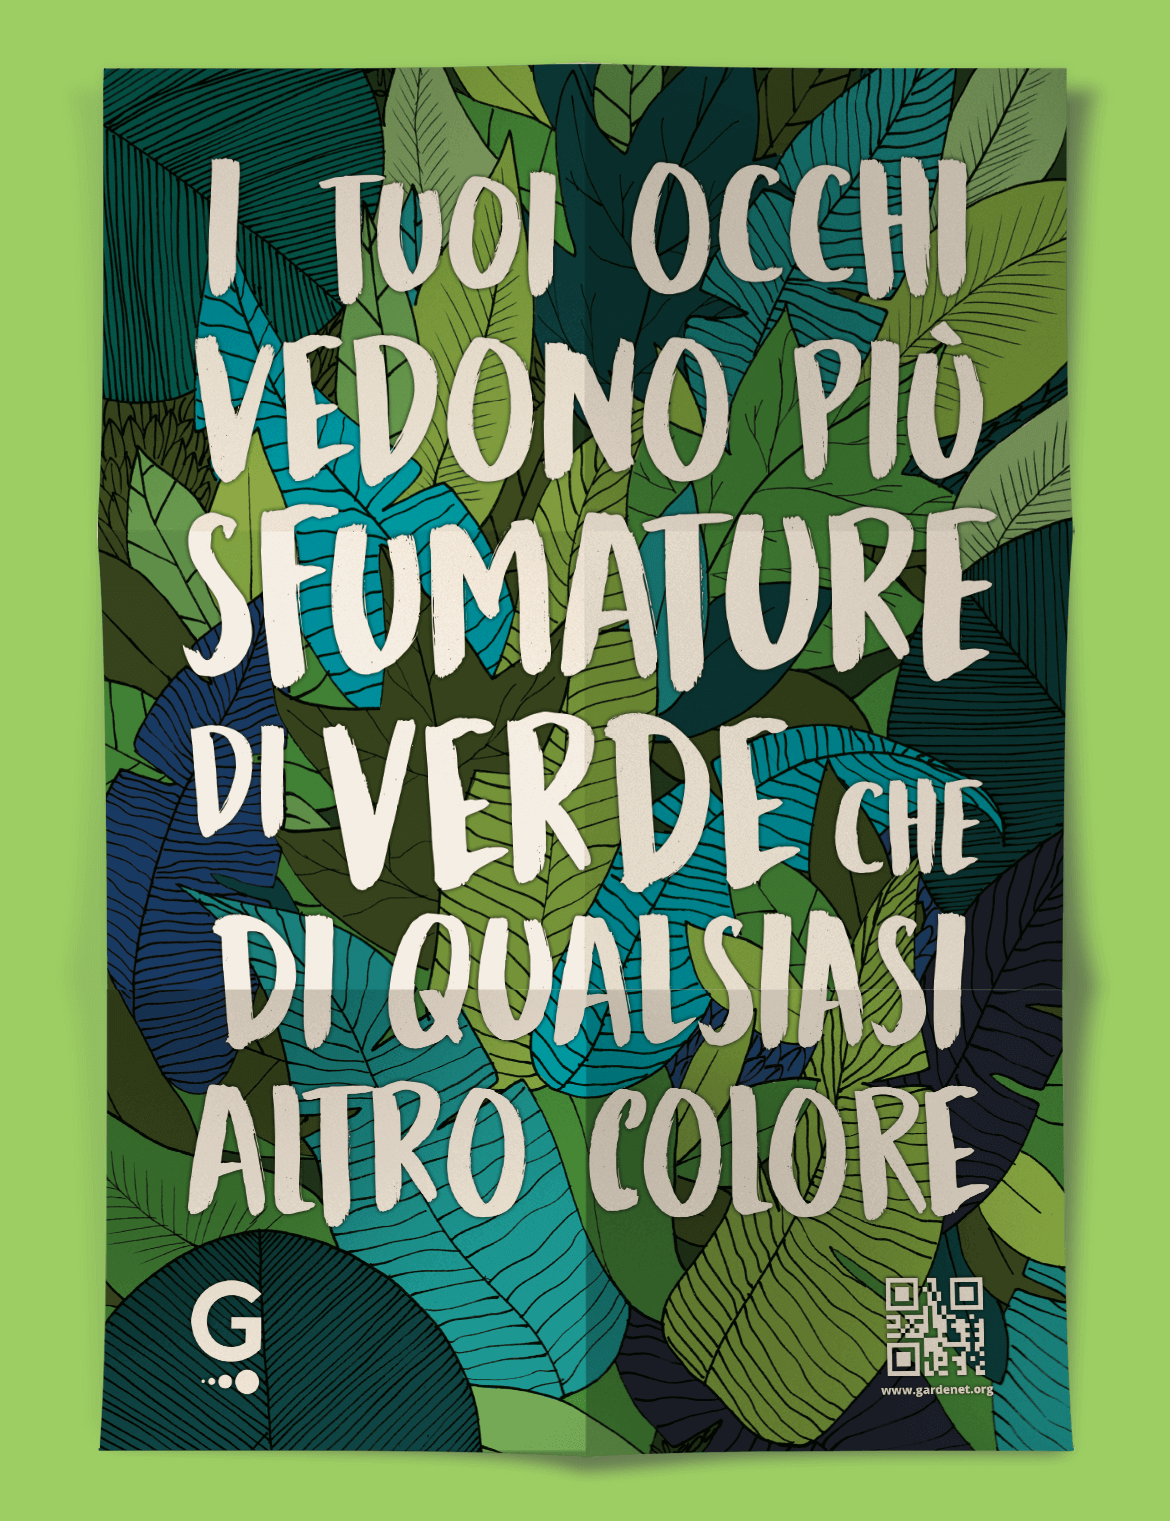 I TUOI OCCHI
VEDONO PIÙ
SFUMATURE
DI VERDE CHE
DI QUALSIASI
ALTRO COLORE
G
www.gardenet.org